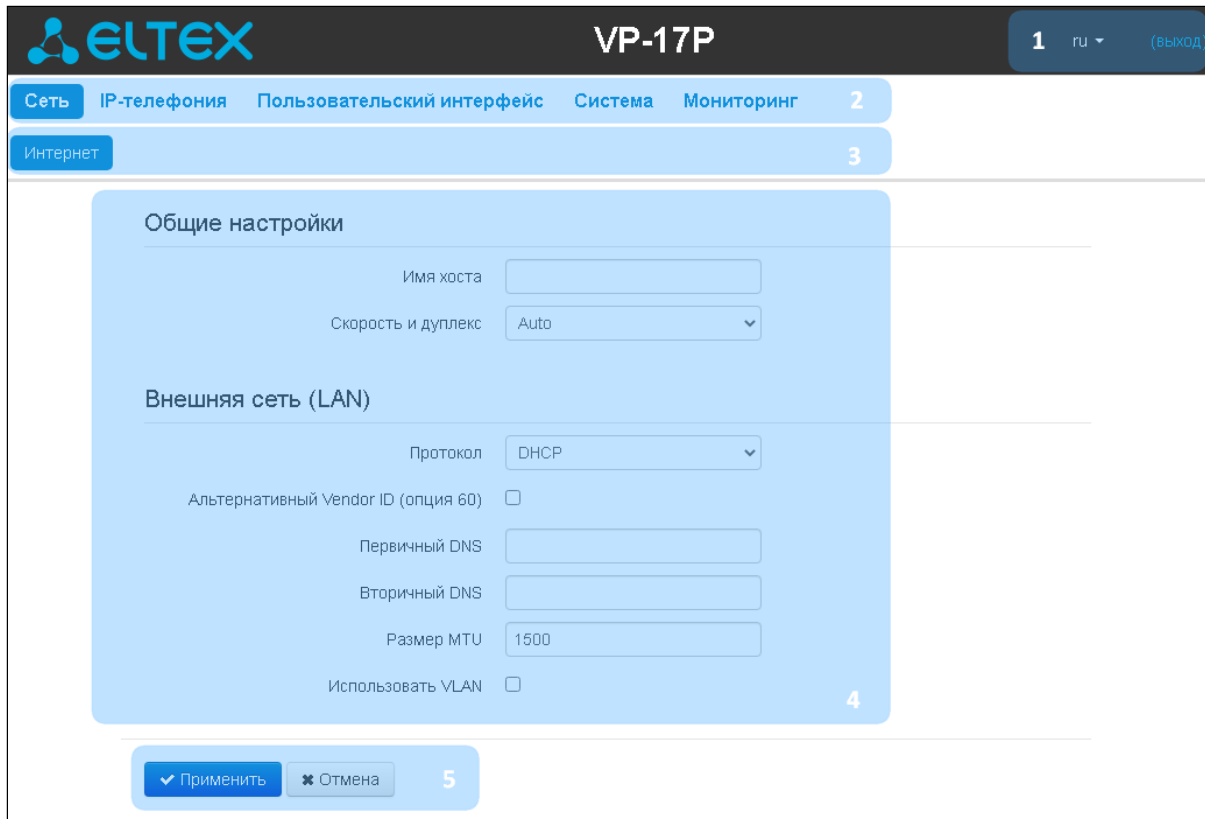 ELTEX VP-17P 1 ru (выход)
Сеть IP-телефония Пользовательский интерфейс Система Мониторинг 2
Интернет 3
Общие настройки
Имя хоста
Скорость и дуплекс Auto
Внешняя сеть (LAN)
Протокол DHCP
Альтернативный Vendor ID (опция 60)
Первичный DNS
Вторичный DNS
Размер MTU 1500
Использовать VLAN
4
Применить Отмена 5